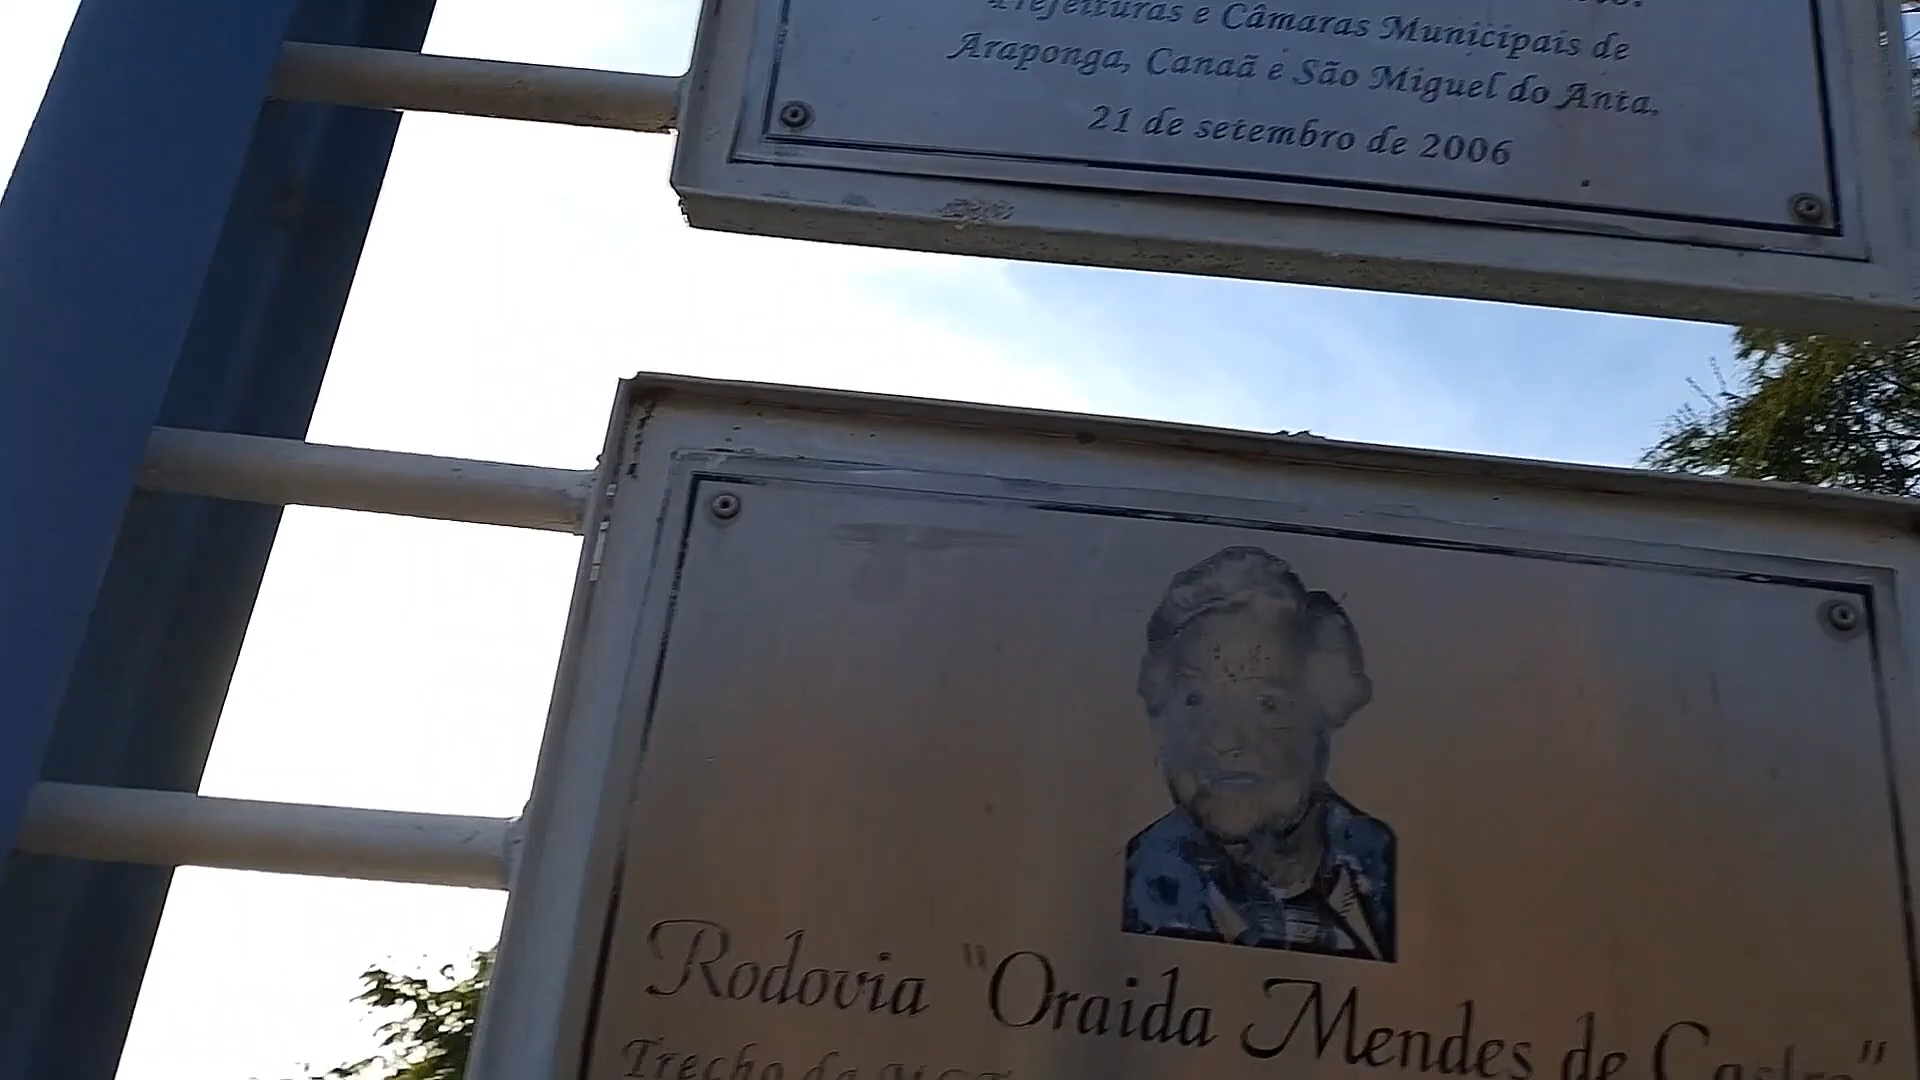 Prefeituras e Câmaras Municipais de
Araponga, Canaã e São Miguel do Anta.
21 de setembro de 2006
Rodovia "Oraida Mendes de Castro"
Trecho da